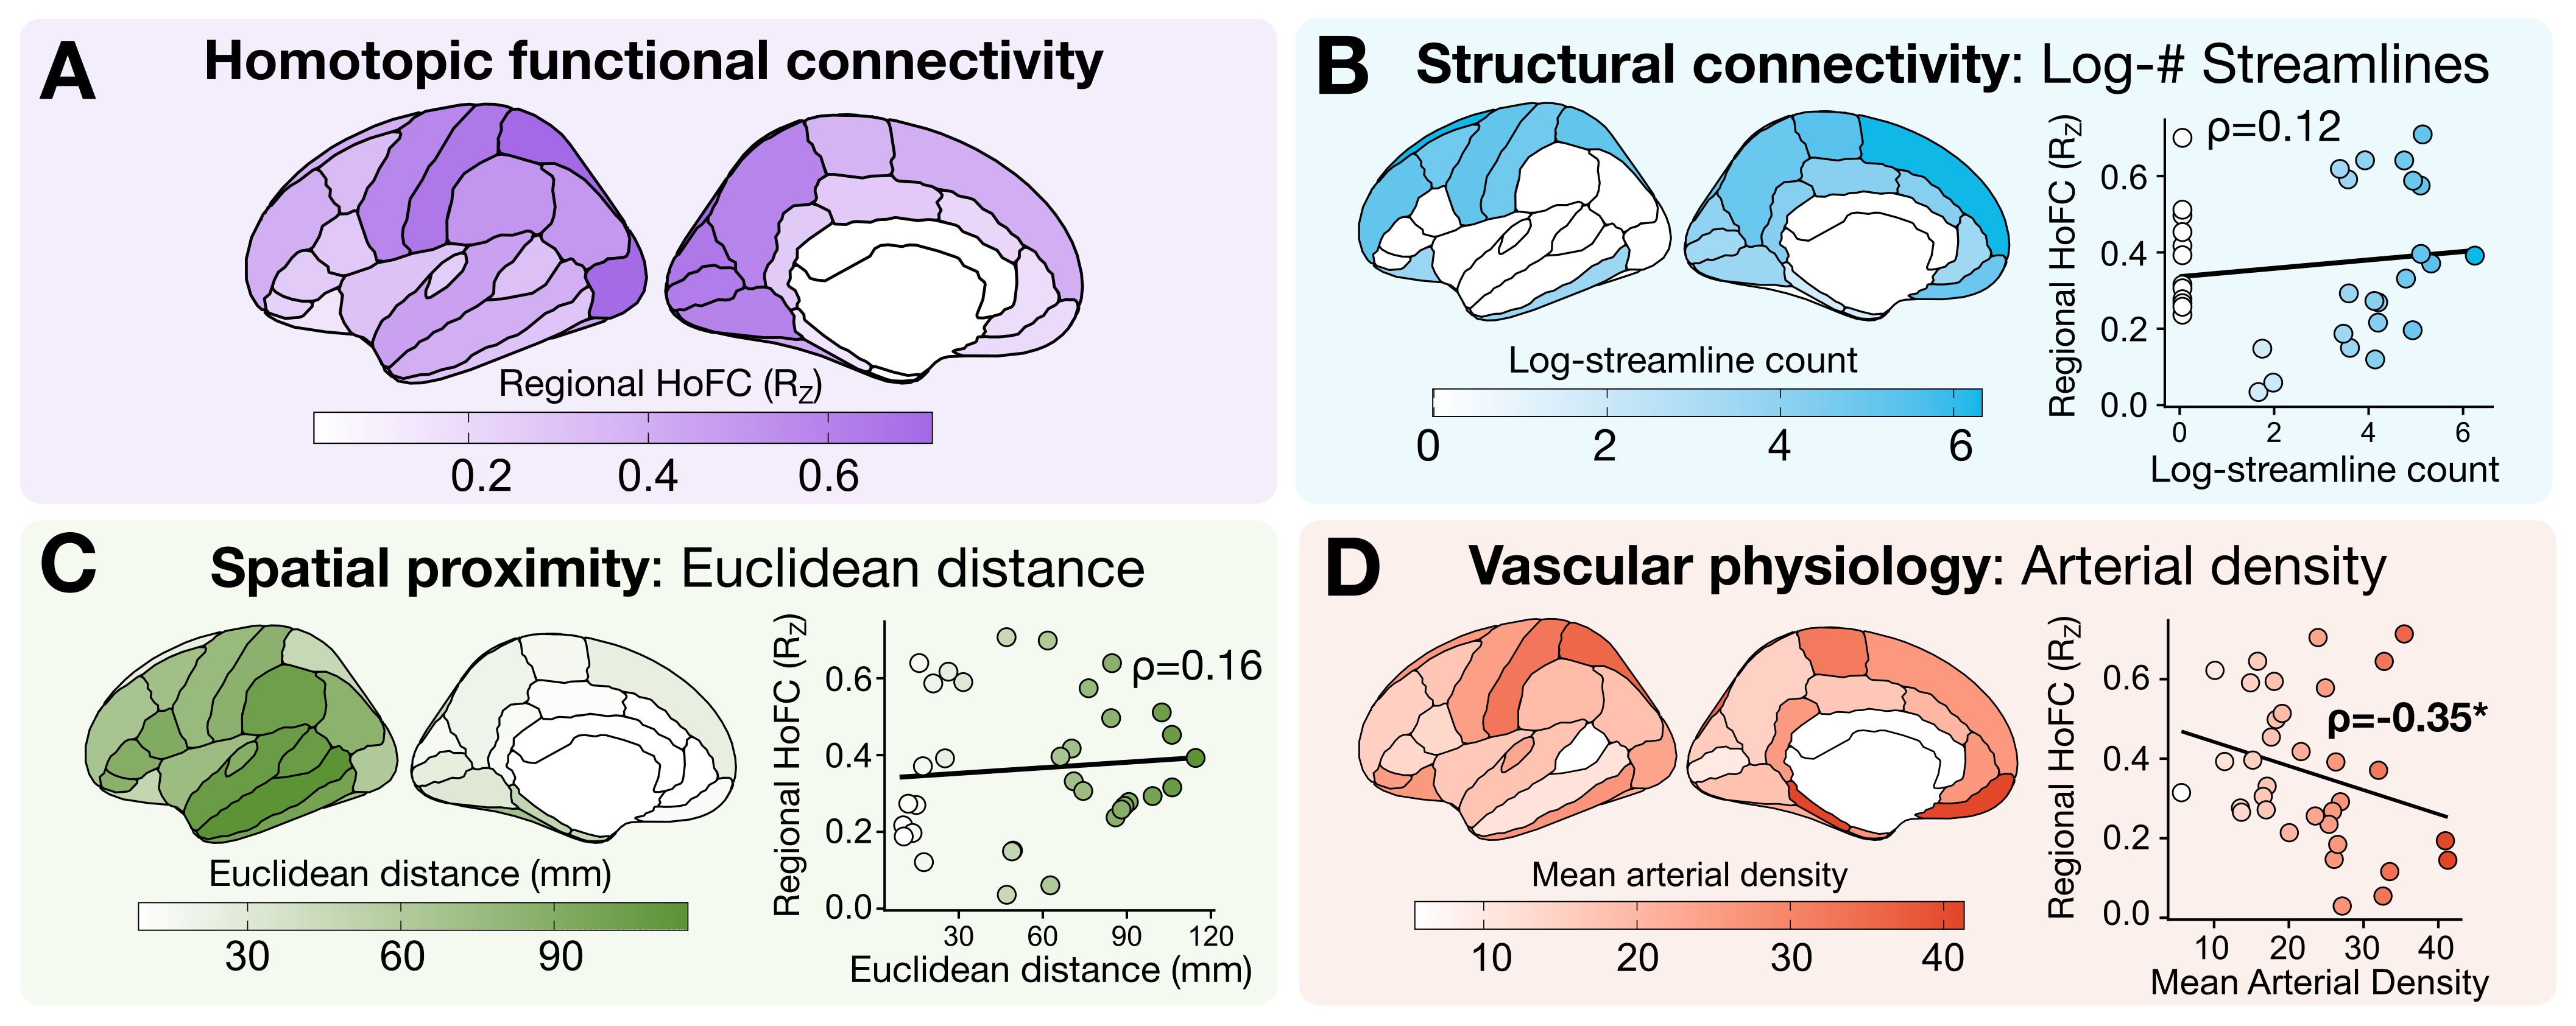 A
Homotopic functional connectivity
Regional HoFC (RZ)
0.2 0.4 0.6
B
Structural connectivity: Log-# Streamlines
Log-streamline count
0 2 4 6
ρ=0.12
Regional HoFC (RZ)
0.6
0.4
0.2
0.0
0 2 4 6
Log-streamline count
C
Spatial proximity: Euclidean distance
Euclidean distance (mm)
30 60 90
ρ=0.16
Regional HoFC (RZ)
0.6
0.4
0.2
0.0
30 60 90 120
Euclidean distance (mm)
D
Vascular physiology: Arterial density
Mean arterial density
10 20 30 40
ρ=-0.35*
Regional HoFC (RZ)
0.6
0.4
0.2
0.0
10 20 30 40
Mean Arterial Density